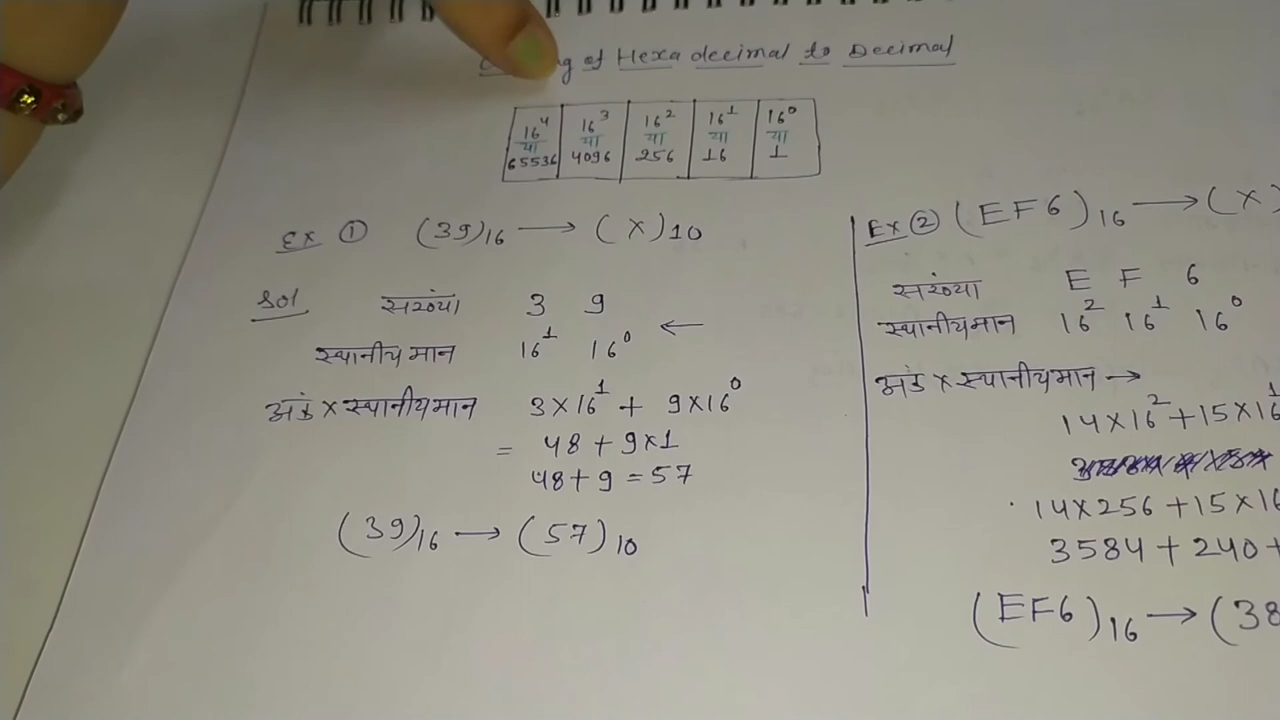 of Hexa decimal to Decimal
16⁴ 16³ 16² 16¹ 16⁰
या या या या या
65536 4096 256 16 1
Ex ① (39)₁₆ → (X)₁₀
Sol संख्या 3 9
स्थानीय मान 16¹ 16⁰ ←
अंक × स्थानीयमान 3×16¹ + 9×16⁰
= 48 + 9×1
48 + 9 = 57
(39)₁₆ → (57)₁₀
Ex ② (EF6)₁₆ → (X)
संख्या E F 6
स्थानीयमान 16² 16¹ 16⁰
अंक × स्थानीयमान →
14×16² + 15×16¹
14×256 + 15×16
3584 + 240 +
(EF6)₁₆ → (38